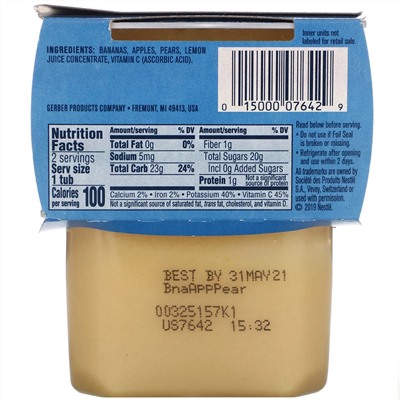 Inner units not
labeled for retail sale.
INGREDIENTS: BANANAS, APPLES, PEARS, LEMON
JUICE CONCENTRATE, VITAMIN C (ASCORBIC ACID).
GERBER PRODUCTS COMPANY • FREMONT, MI 49413, USA
0 15000 07642 9
Nutrition
Facts
2 servings
Serv size
1 tub
Calories 100
per serving
Amount/serving % DV
Total Fat 0g 0%
Sodium 5mg
Total Carb 23g 24%
Amount/serving % DV
Fiber 1g
Total Sugars 20g
Incl 0g Added Sugars
Protein 1g Not a significant
source of protein
Calcium 2% • Iron 2% • Potassium 40% • Vitamin C 45%
Not a significant source of saturated fat, trans fat, cholesterol, and vitamin D.
Read below before serving.
• Do not use if Foil Seal
is broken or missing.
• Refrigerate after opening
and use within 2 days.
All trademarks are owned by
Société des Produits Nestlé
S.A., Vevey, Switzerland or
used with permission.
© 2019 Nestlé.
BEST BY 31MAY21
BnaAPPPear
00325157K1
US7642 15:32